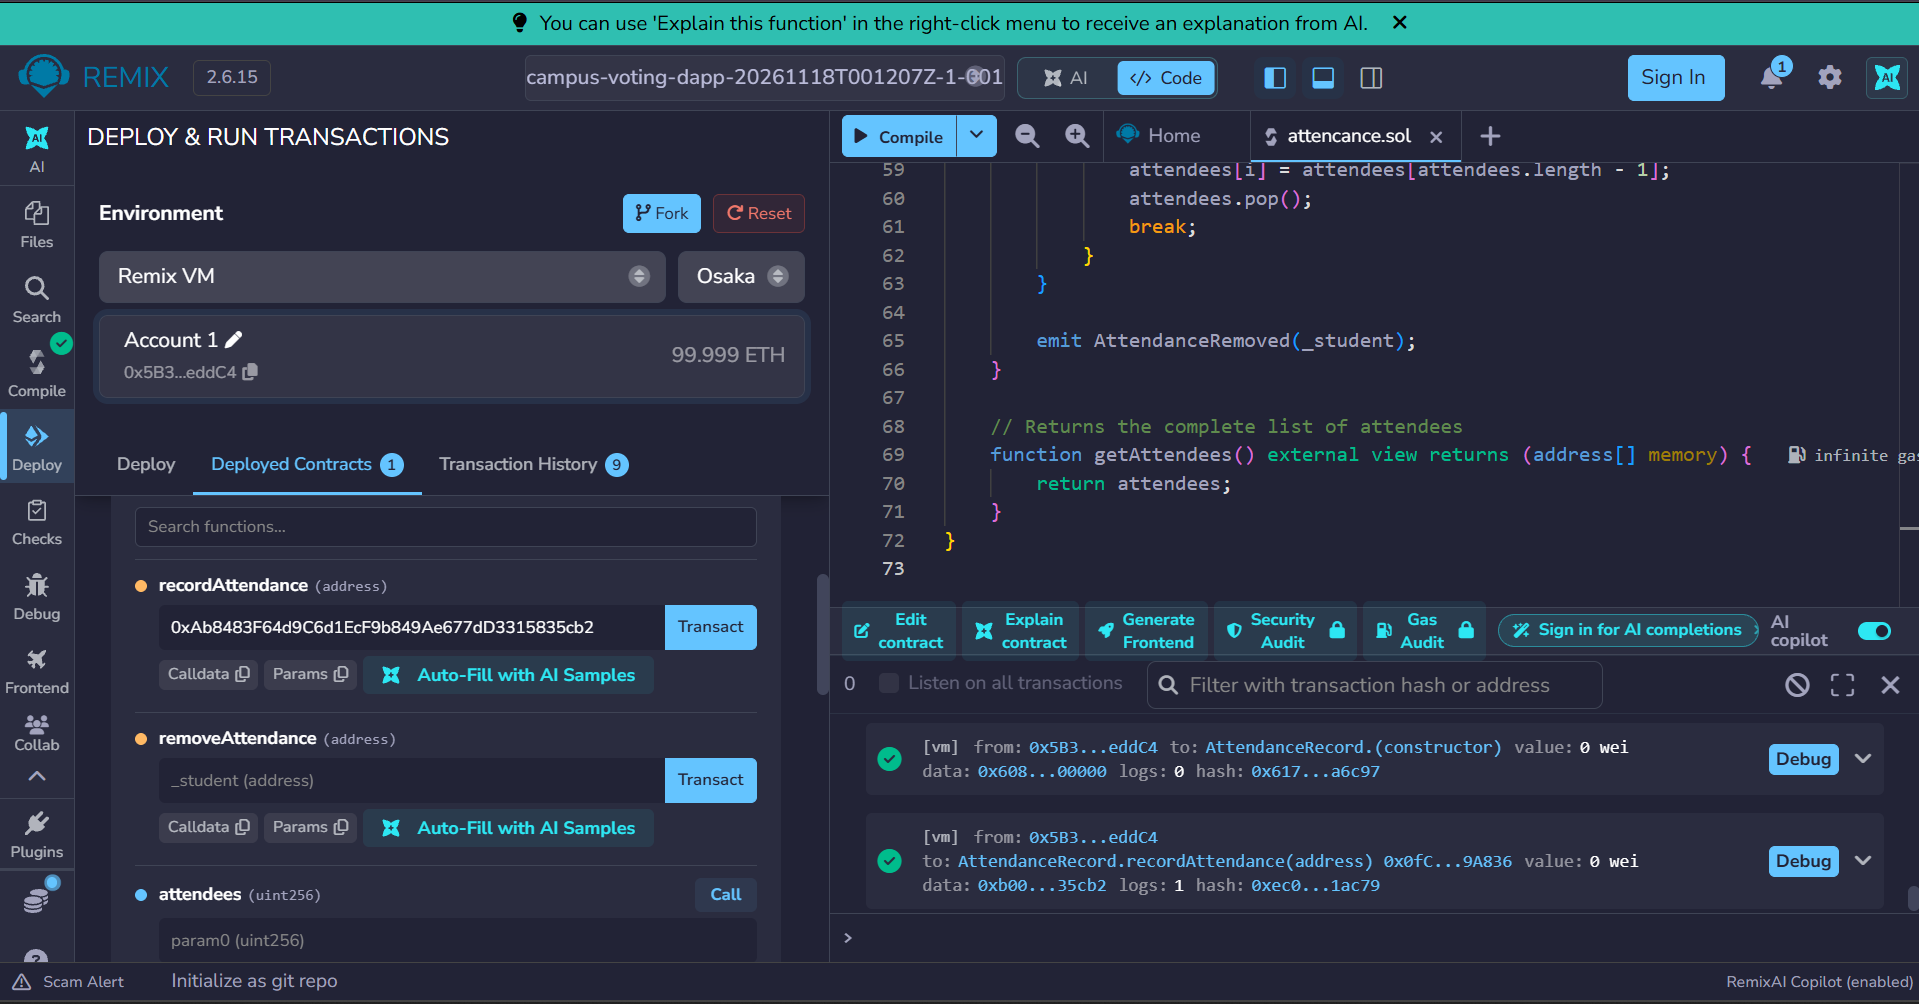 You can use 'Explain this function' in the right-click menu to receive an explanation from AI.
REMIX
2.6.15
campus-voting-dapp-20261118T001207Z-1-001
AI
Code
Sign In
1
AI
AI
AI
Files
Search
Compile
Deploy
Checks
Debug
Frontend
Collab
Plugins
DEPLOY & RUN TRANSACTIONS
Environment
Fork
Reset
Remix VM
Osaka
Account 1
0x5B3...eddC4
99.999 ETH
Deploy
Deployed Contracts 1
Transaction History 9
Search functions...
recordAttendance (address)
0xAb8483F64d9C6d1EcF9b849Ae677dD3315835cb2
Transact
Calldata
Params
Auto-Fill with AI Samples
removeAttendance (address)
_student (address)
Transact
Calldata
Params
Auto-Fill with AI Samples
attendees (uint256)
Call
param0 (uint256)
Compile
Home
attencance.sol
59 attendees[i] = attendees[attendees.length - 1];
60 attendees.pop();
61 break;
62 }
63 }
64
65 emit AttendanceRemoved(_student);
66 }
67
68 // Returns the complete list of attendees
69 function getAttendees() external view returns (address[] memory) { infinite gas
70 return attendees;
71 }
72 }
73
Edit contract
Explain contract
Generate Frontend
Security Audit
Gas Audit
Sign in for AI completions
AI copilot
0
Listen on all transactions
Filter with transaction hash or address
[vm] from: 0x5B3...eddC4 to: AttendanceRecord.(constructor) value: 0 wei
data: 0x608...00000 logs: 0 hash: 0x617...a6c97
Debug
[vm] from: 0x5B3...eddC4
to: AttendanceRecord.recordAttendance(address) 0x0fC...9A836 value: 0 wei
data: 0xb00...35cb2 logs: 1 hash: 0xec0...1ac79
Debug
>
Scam Alert
Initialize as git repo
RemixAI Copilot (enabled)